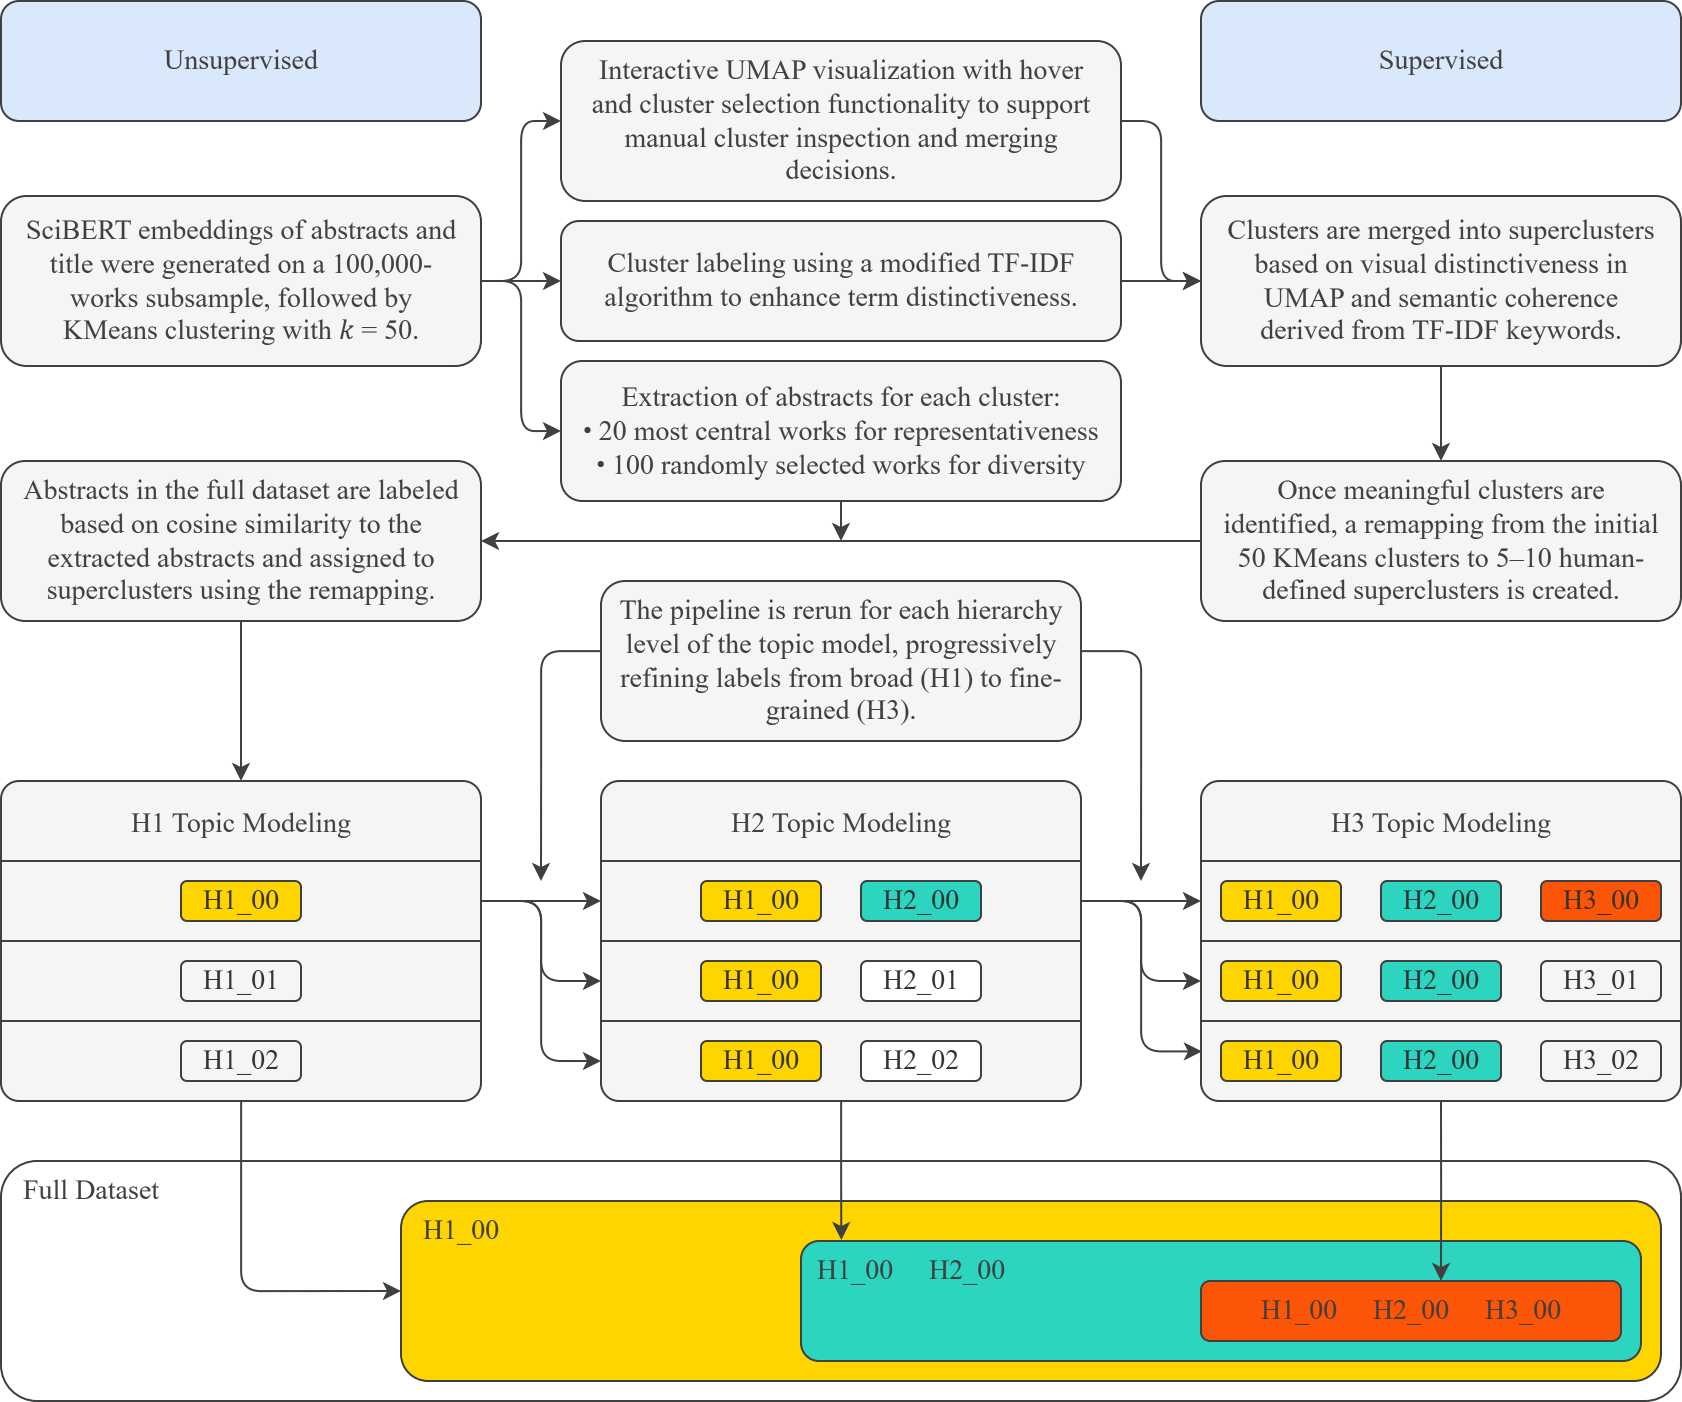 Unsupervised
Supervised
Interactive UMAP visualization with hover
and cluster selection functionality to support
manual cluster inspection and merging
decisions.
SciBERT embeddings of abstracts and
title were generated on a 100,000-
works subsample, followed by
KMeans clustering with k = 50.
Cluster labeling using a modified TF-IDF
algorithm to enhance term distinctiveness.
Clusters are merged into superclusters
based on visual distinctiveness in
UMAP and semantic coherence
derived from TF-IDF keywords.
Extraction of abstracts for each cluster:
• 20 most central works for representativeness
• 100 randomly selected works for diversity
Abstracts in the full dataset are labeled
based on cosine similarity to the
extracted abstracts and assigned to
superclusters using the remapping.
Once meaningful clusters are
identified, a remapping from the initial
50 KMeans clusters to 5–10 human-
defined superclusters is created.
The pipeline is rerun for each hierarchy
level of the topic model, progressively
refining labels from broad (H1) to fine-
grained (H3).
H1 Topic Modeling
H1_00
H1_01
H1_02
H2 Topic Modeling
H1_00 H2_00
H1_00 H2_01
H1_00 H2_02
H3 Topic Modeling
H1_00 H2_00 H3_00
H1_00 H2_00 H3_01
H1_00 H2_00 H3_02
Full Dataset
H1_00
H1_00 H2_00
H1_00 H2_00 H3_00